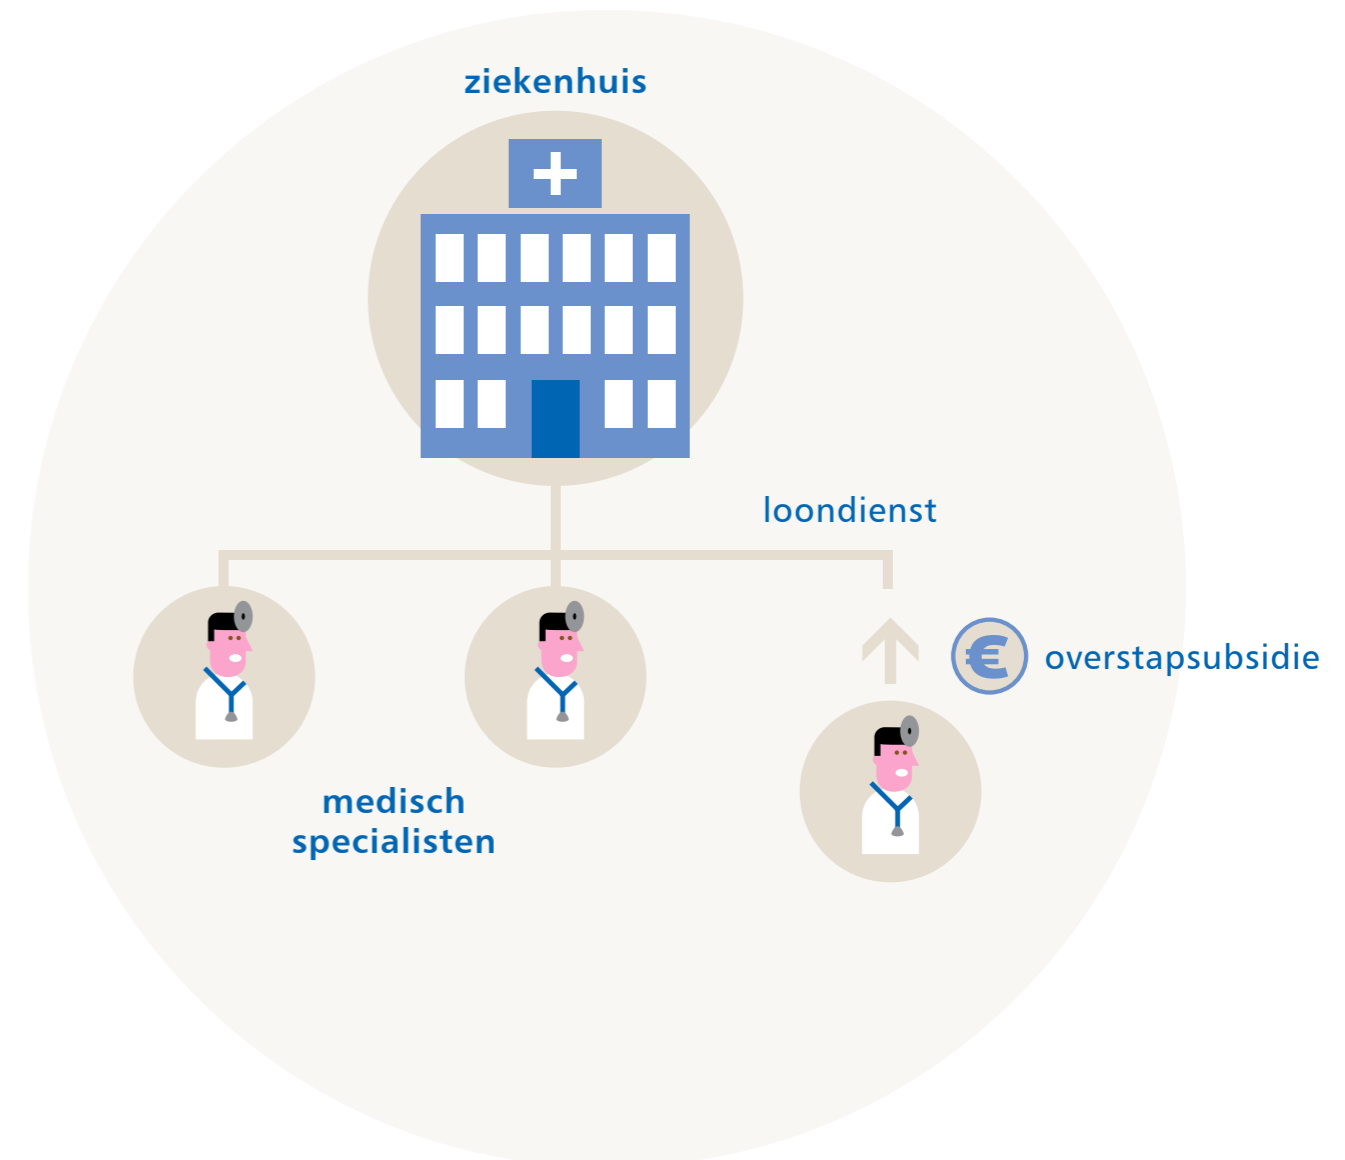 ziekenhuis
loondienst
€ overstapsubsidie
medisch
specialisten